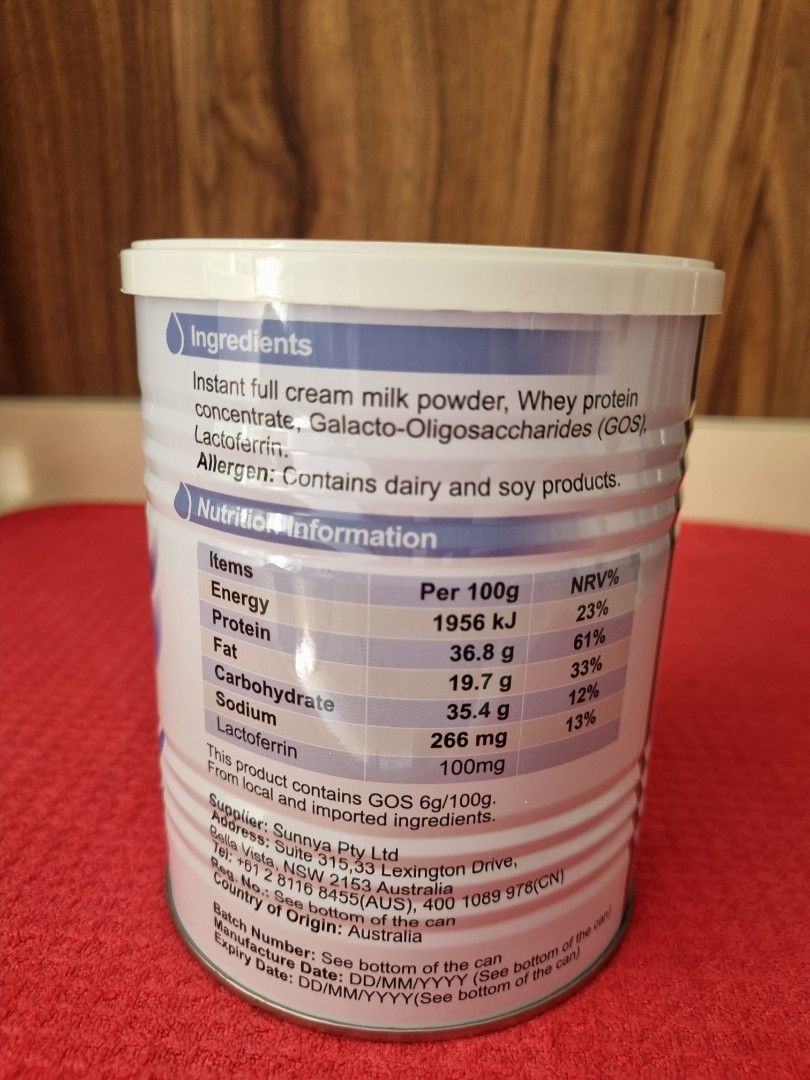 Ingredients
Instant full cream milk powder, Whey protein
concentrate, Galacto-Oligosaccharides (GOS),
Lactoferrin.
Allergen: Contains dairy and soy products.
Nutrition Information
Items Per 100g NRV%
Energy 1956 kJ 23%
Protein 36.8 g 61%
Fat 19.7 g 33%
Carbohydrate 35.4 g 12%
Sodium 266 mg 13%
Lactoferrin 100mg
This product contains GOS 6g/100g.
From local and imported ingredients.
Supplier: Sunnya Pty Ltd
Address: Suite 315,33 Lexington Drive,
Bella Vista, NSW 2153 Australia
Tel: +61 2 8116 8455(AUS), 400 1089 978(CN)
Reg. No.: See bottom of the can
Country of Origin: Australia
Batch Number: See bottom of the can
Manufacture Date: DD/MM/YYYY (See bottom of the can)
Expiry Date: DD/MM/YYYY(See bottom of the can)